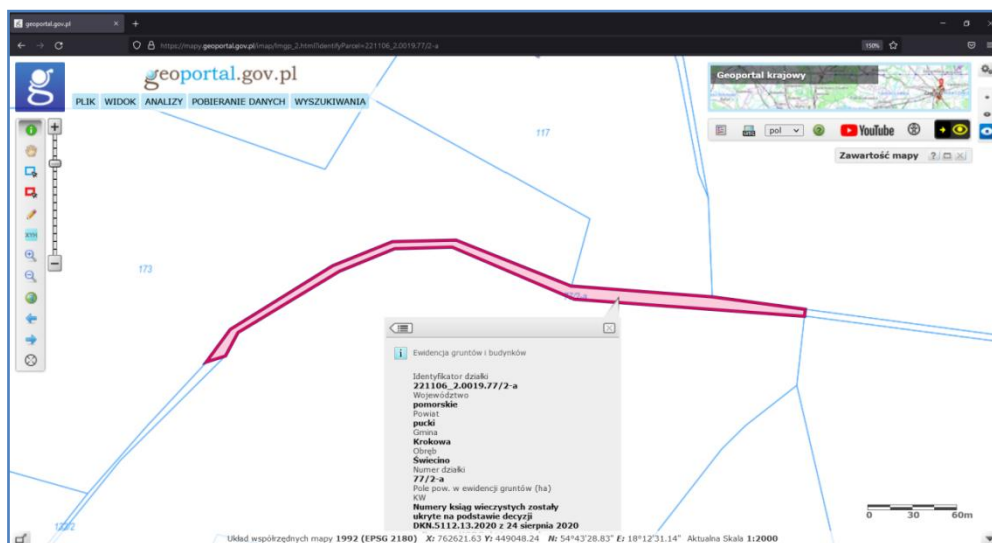 geoportal.gov.pl
https://mapy.geoportal.gov.pl/imap/Imgp_2.html?identifyParcel=221106_2.0019.77/2-a
150%
geoportal.gov.pl
Geoportal krajowy
PLIK WIDOK ANALIZY POBIERANIE DANYCH WYSZUKIWANIA
pol
YouTube
Zawartość mapy
117
173
77/2-a
Ewidencja gruntów i budynków
Identyfikator działki
221106_2.0019.77/2-a
Województwo
pomorskie
Powiat
pucki
Gmina
Krokowa
Obręb
Świecino
Numer działki
77/2-a
Pole pow. w ewidencji gruntów (ha)
KW
Numery ksiąg wieczystych zostały
ukryte na podstawie decyzji
DKN.5112.13.2020 z 24 sierpnia 2020
0 30 60m
Układ współrzędnych mapy 1992 (EPSG 2180) X: 762621.63 Y: 449048.24 N: 54°43'28.83" E: 18°12'31.14" Aktualna Skala 1:2000